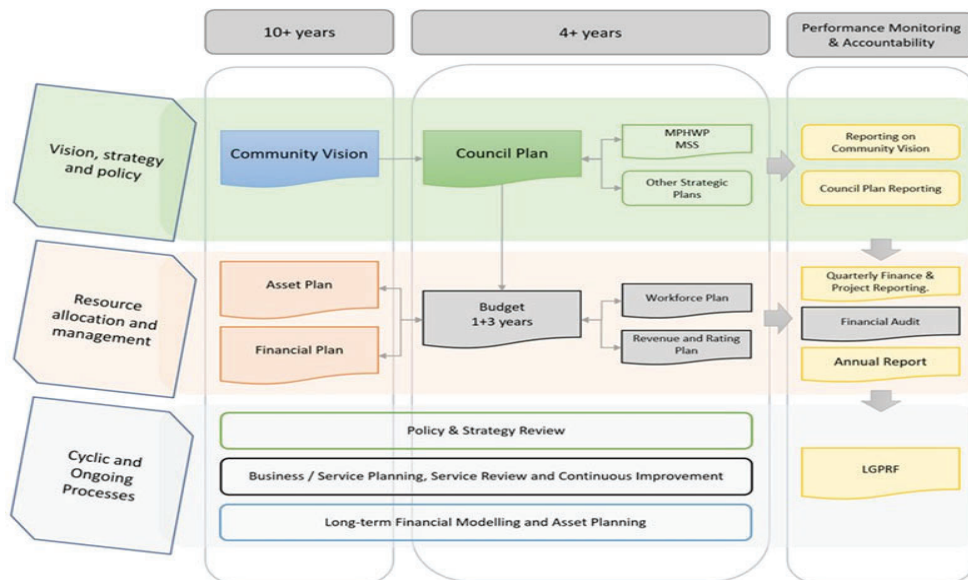 10+ years
4+ years
Performance Monitoring
& Accountability
Vision, strategy
and policy
Community Vision
Council Plan
MPHWP
MSS
Other Strategic
Plans
Reporting on
Community Vision
Council Plan Reporting
Resource
allocation and
management
Asset Plan
Financial Plan
Budget
1+3 years
Workforce Plan
Revenue and Rating
Plan
Quarterly Finance &
Project Reporting.
Financial Audit
Annual Report
Cyclic and
Ongoing
Processes
Policy & Strategy Review
Business / Service Planning, Service Review and Continuous Improvement
Long-term Financial Modelling and Asset Planning
LGPRF